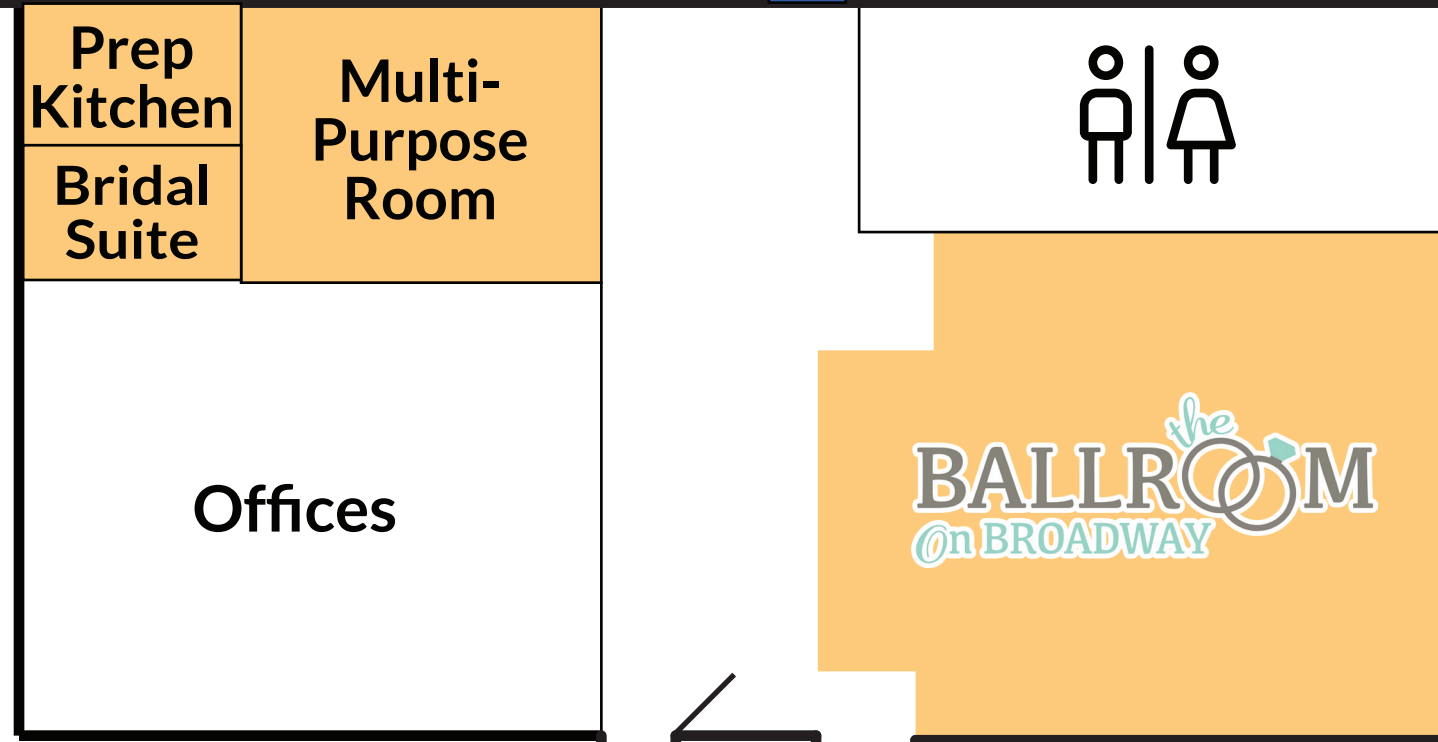 Prep
Kitchen
Multi-
Purpose
Room
Bridal
Suite
Offices
the
BALLROOM
On BROADWAY